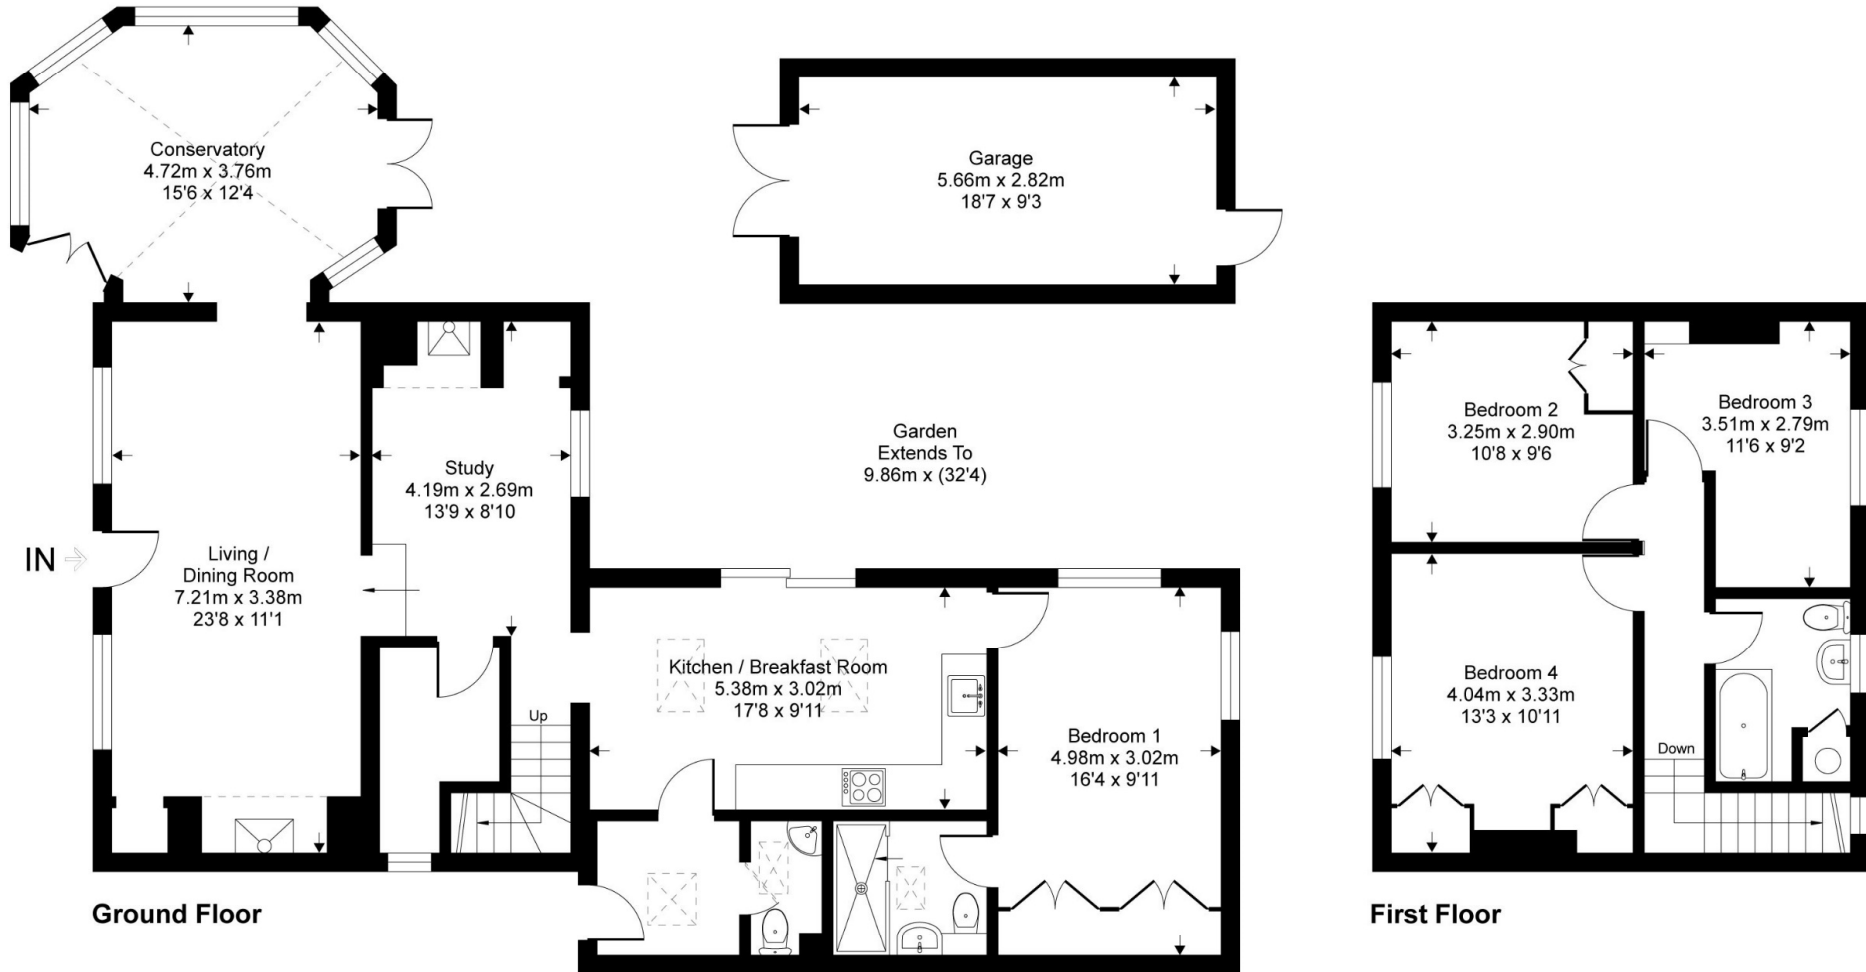 Conservatory
4.72m x 3.76m
15'6 x 12'4
Garage
5.66m x 2.82m
18'7 x 9'3
Garden
Extends To
9.86m x (32'4)
IN
Living /
Dining Room
7.21m x 3.38m
23'8 x 11'1
Study
4.19m x 2.69m
13'9 x 8'10
Up
Kitchen / Breakfast Room
5.38m x 3.02m
17'8 x 9'11
Bedroom 1
4.98m x 3.02m
16'4 x 9'11
Ground Floor
Bedroom 2
3.25m x 2.90m
10'8 x 9'6
Bedroom 3
3.51m x 2.79m
11'6 x 9'2
Bedroom 4
4.04m x 3.33m
13'3 x 10'11
Down
First Floor